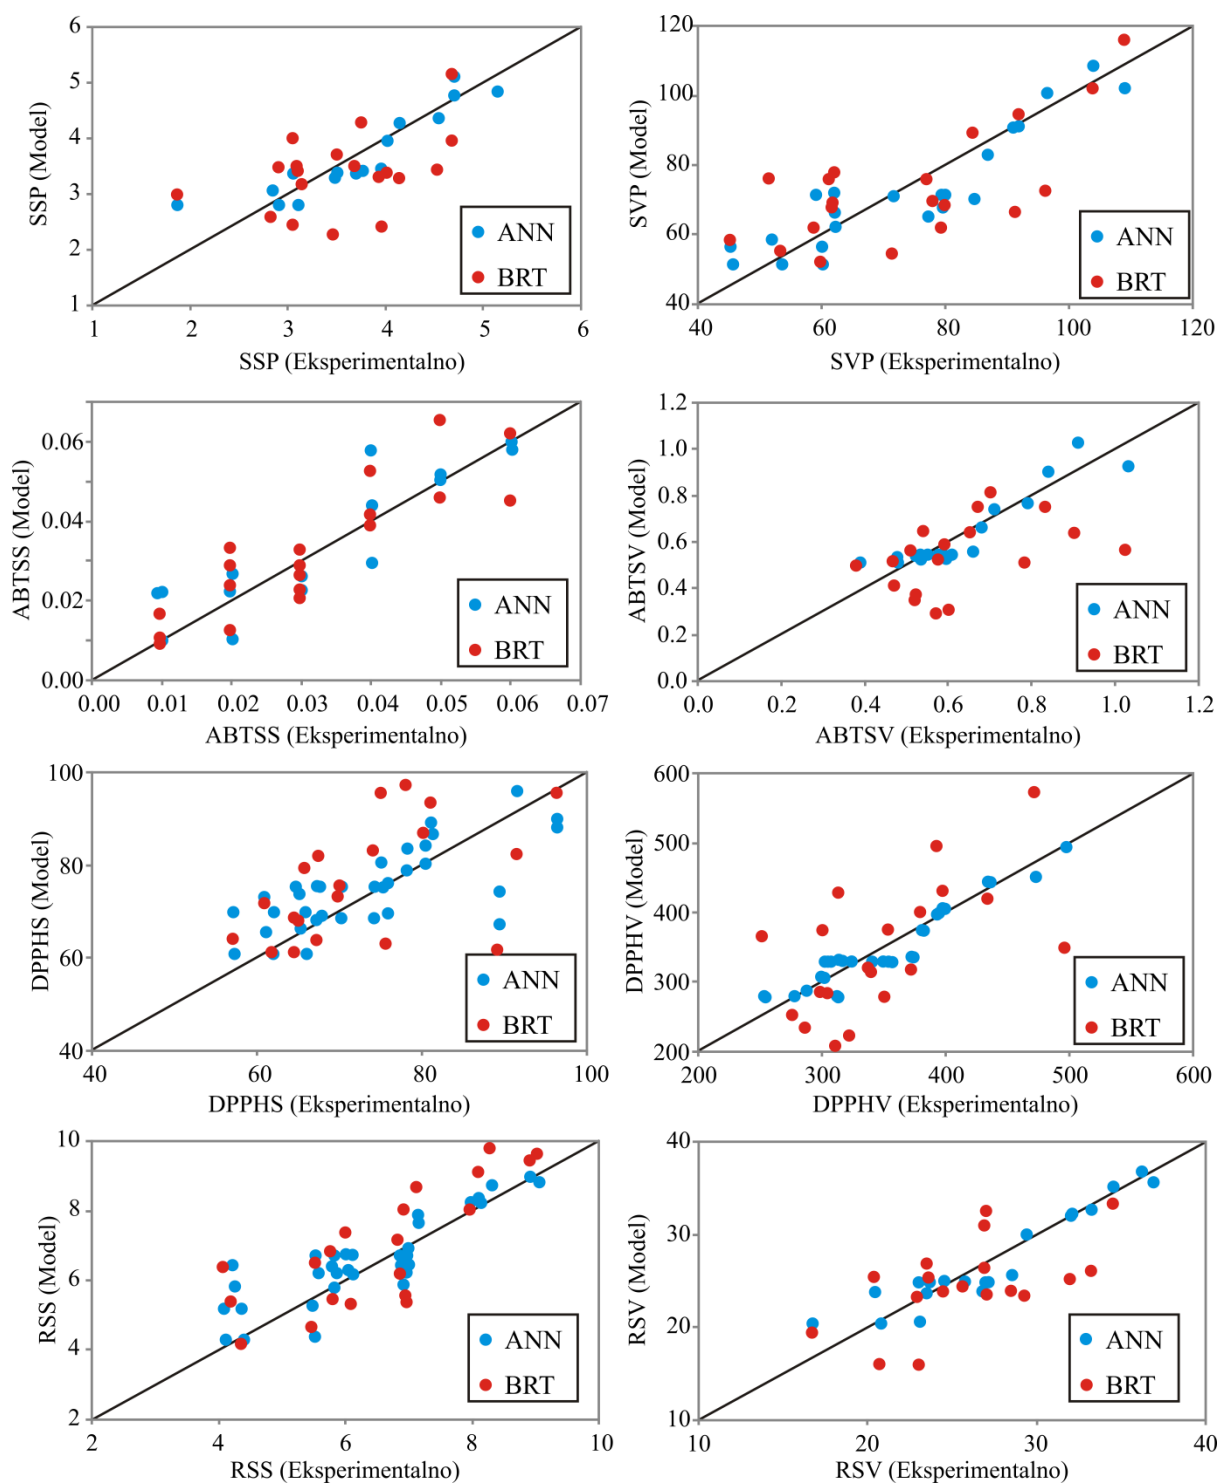 6
5
4
3
2
1
SSP (Model)
ANN
BRT
1 2 3 4 5 6
SSP (Eksperimentalno)
120
100
80
60
40
SVP (Model)
ANN
BRT
40 60 80 100 120
SVP (Eksperimentalno)
0.06
0.04
0.02
0.00
ABTSS (Model)
ANN
BRT
0.00 0.01 0.02 0.03 0.04 0.05 0.06 0.07
ABTSS (Eksperimentalno)
1.2
1.0
0.8
0.6
0.4
0.2
0.0
ABTSV (Model)
ANN
BRT
0.0 0.2 0.4 0.6 0.8 1.0 1.2
ABTSV (Eksperimentalno)
100
80
60
40
DPPHS (Model)
ANN
BRT
40 60 80 100
DPPHS (Eksperimentalno)
600
500
400
300
200
DPPHV (Model)
ANN
BRT
200 300 400 500 600
DPPHV (Eksperimentalno)
10
8
6
4
2
RSS (Model)
ANN
BRT
2 4 6 8 10
RSS (Eksperimentalno)
40
30
20
10
RSV (Model)
ANN
BRT
10 20 30 40
RSV (Eksperimentalno)